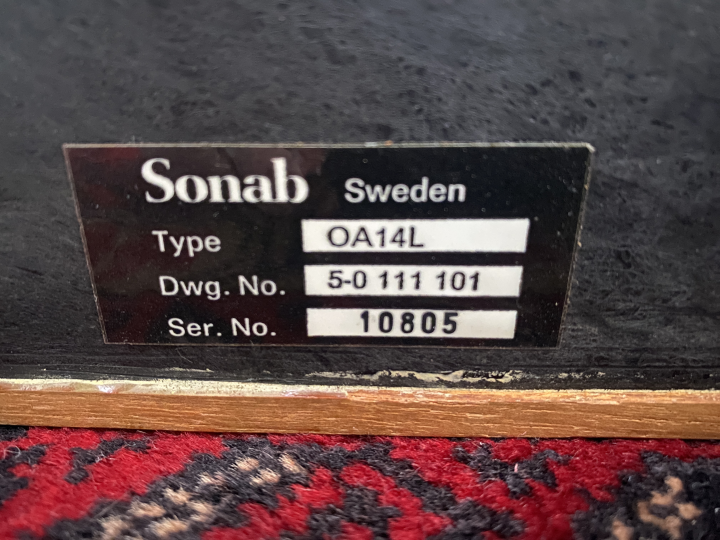 Sonab Sweden
Type OA14L
Dwg. No. 5-0 111 101
Ser. No. 10805